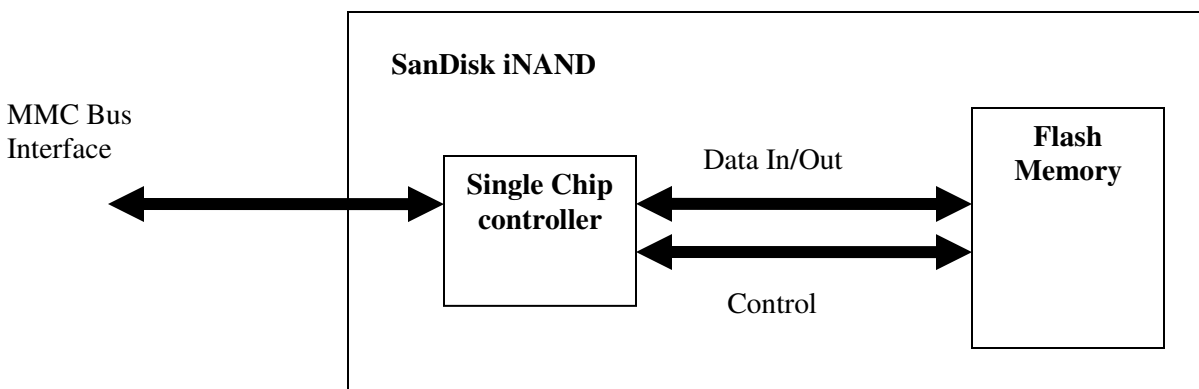 SanDisk iNAND
MMC Bus
Interface
Single Chip
controller
Data In/Out
Control
Flash
Memory